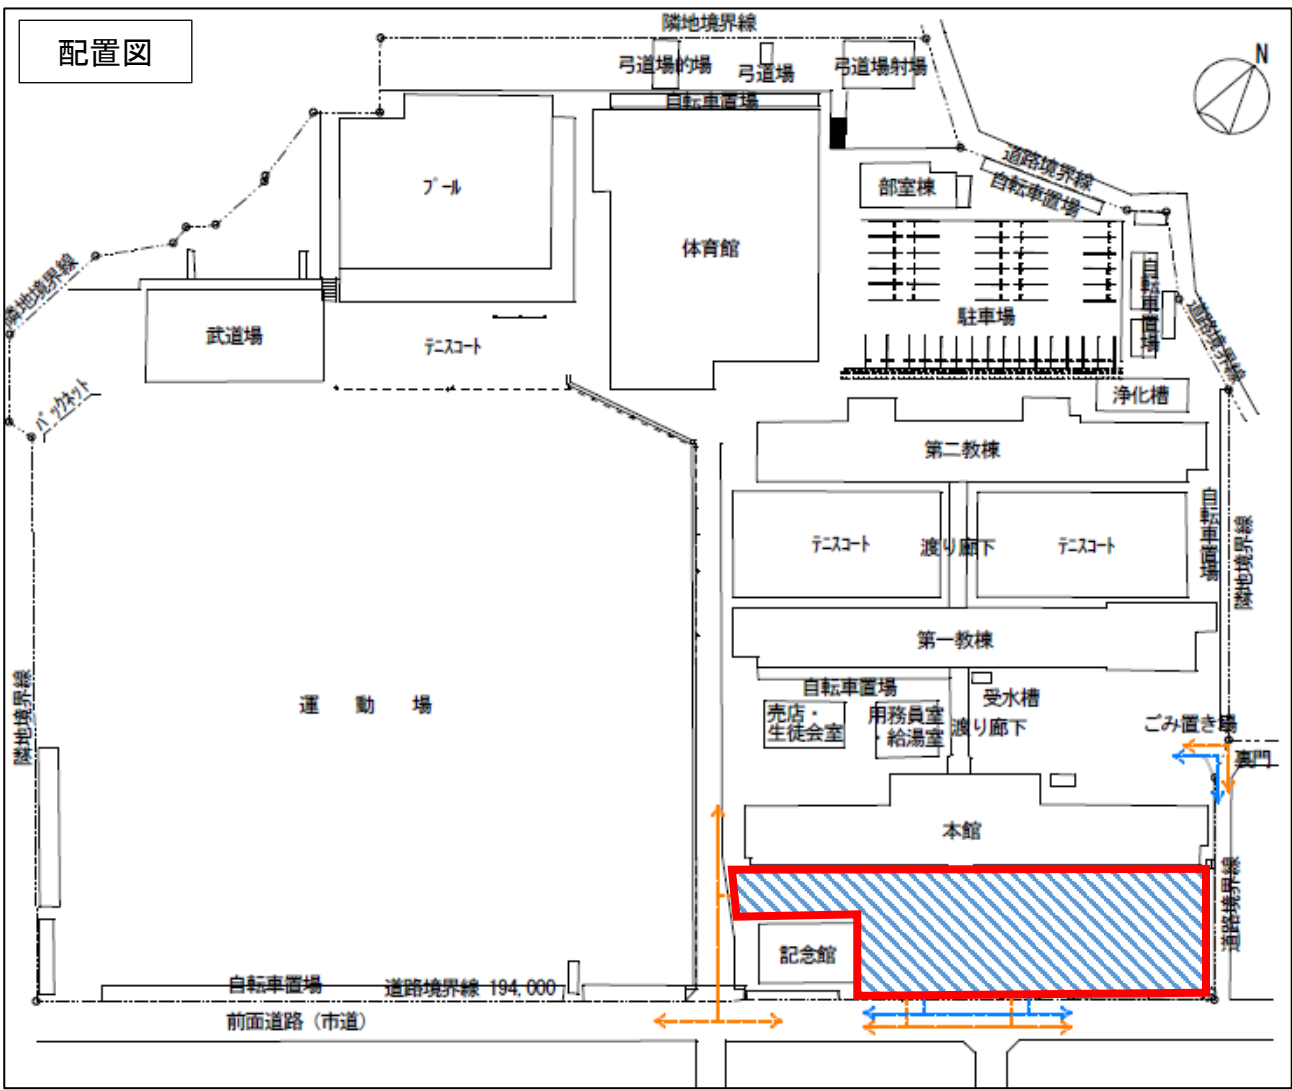 配置図
隣地境界線
N
弓道場的場
弓道場
弓道場射場
自転車置場
道路境界線
自転車置場
部室棟
プール
体育館
自転車置場
隣地境界線
道路境界線
駐車場
武道場
テニスコート
バックネット
浄化槽
第二教棟
自転車置場
テニスコート
渡り廊下
テニスコート
隣地境界線
第一教棟
自転車置場
受水槽
隣地境界線
運 動 場
売店・
生徒会室
用務員室
・給湯室
渡り廊下
ごみ置き場
裏門
本館
道路境界線
記念館
自転車置場
道路境界線 194,000
前面道路（市道）